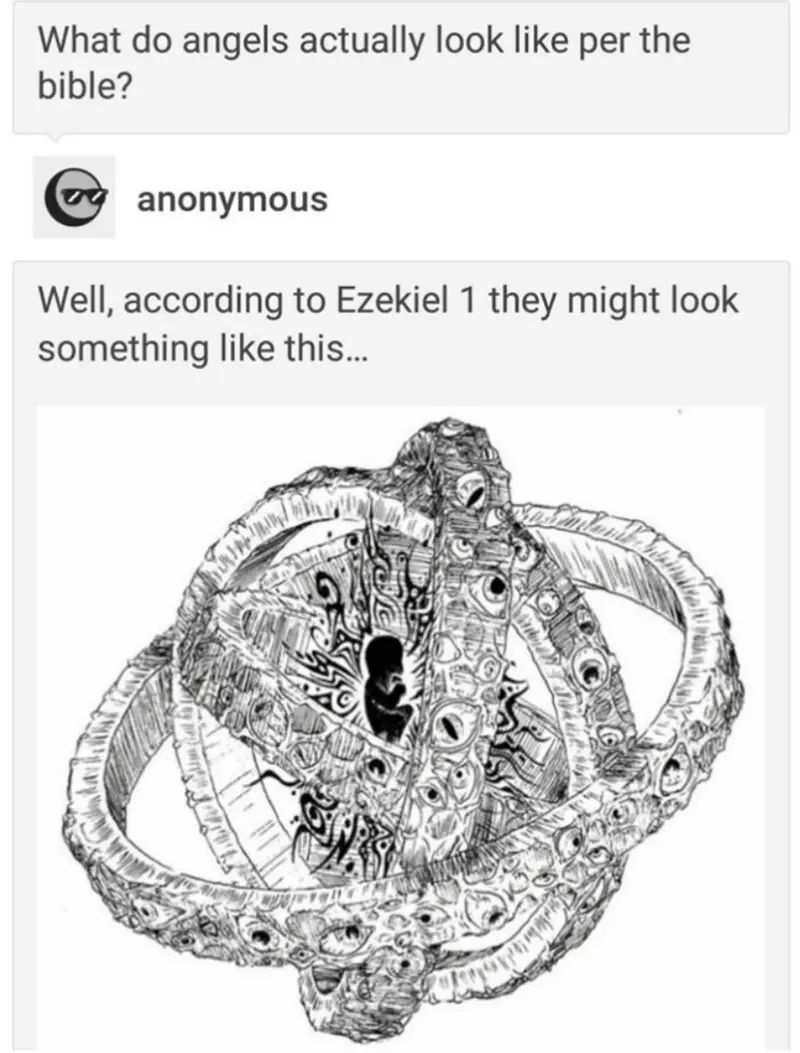 What do angels actually look like per the
bible?
anonymous
Well, according to Ezekiel 1 they might look
something like this...